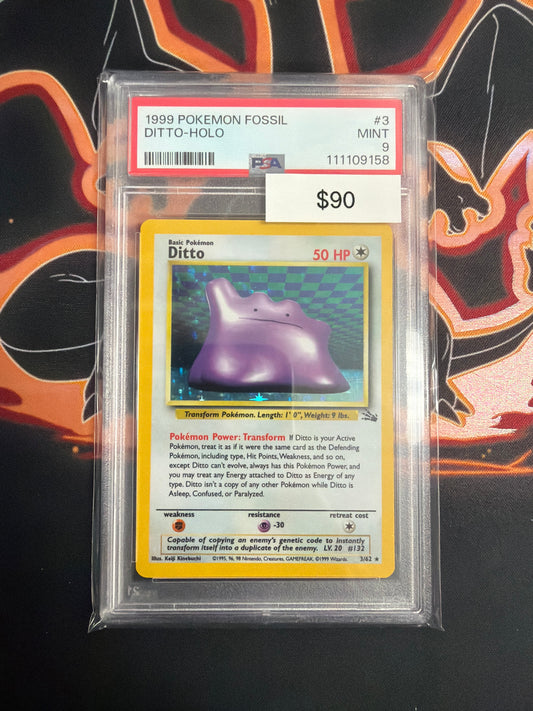 1999 POKEMON FOSSIL #3
DITTO-HOLO MINT
9
PSA 111109158
$90
Basic Pokémon
Ditto 50 HP
Transform Pokémon. Length: 1' 0", Weight: 9 lbs.
Pokémon Power: Transform If Ditto is your Active
Pokémon, treat it as if it were the same card as the Defending
Pokémon, including type, Hit Points, Weakness, and so on,
except Ditto can't evolve, always has this Pokémon Power, and
you may treat any Energy attached to Ditto as Energy of any
type. Ditto isn't a copy of any other Pokémon while Ditto is
Asleep, Confused, or Paralyzed.
weakness resistance retreat cost
-30
Capable of copying an enemy's genetic code to instantly
transform itself into a duplicate of the enemy. LV. 20 #132
Illus. Keiji Kinebuchi ©1995, 96, 98 Nintendo, Creatures, GAMEFREAK. ©1999 Wizards. 3/62 ★